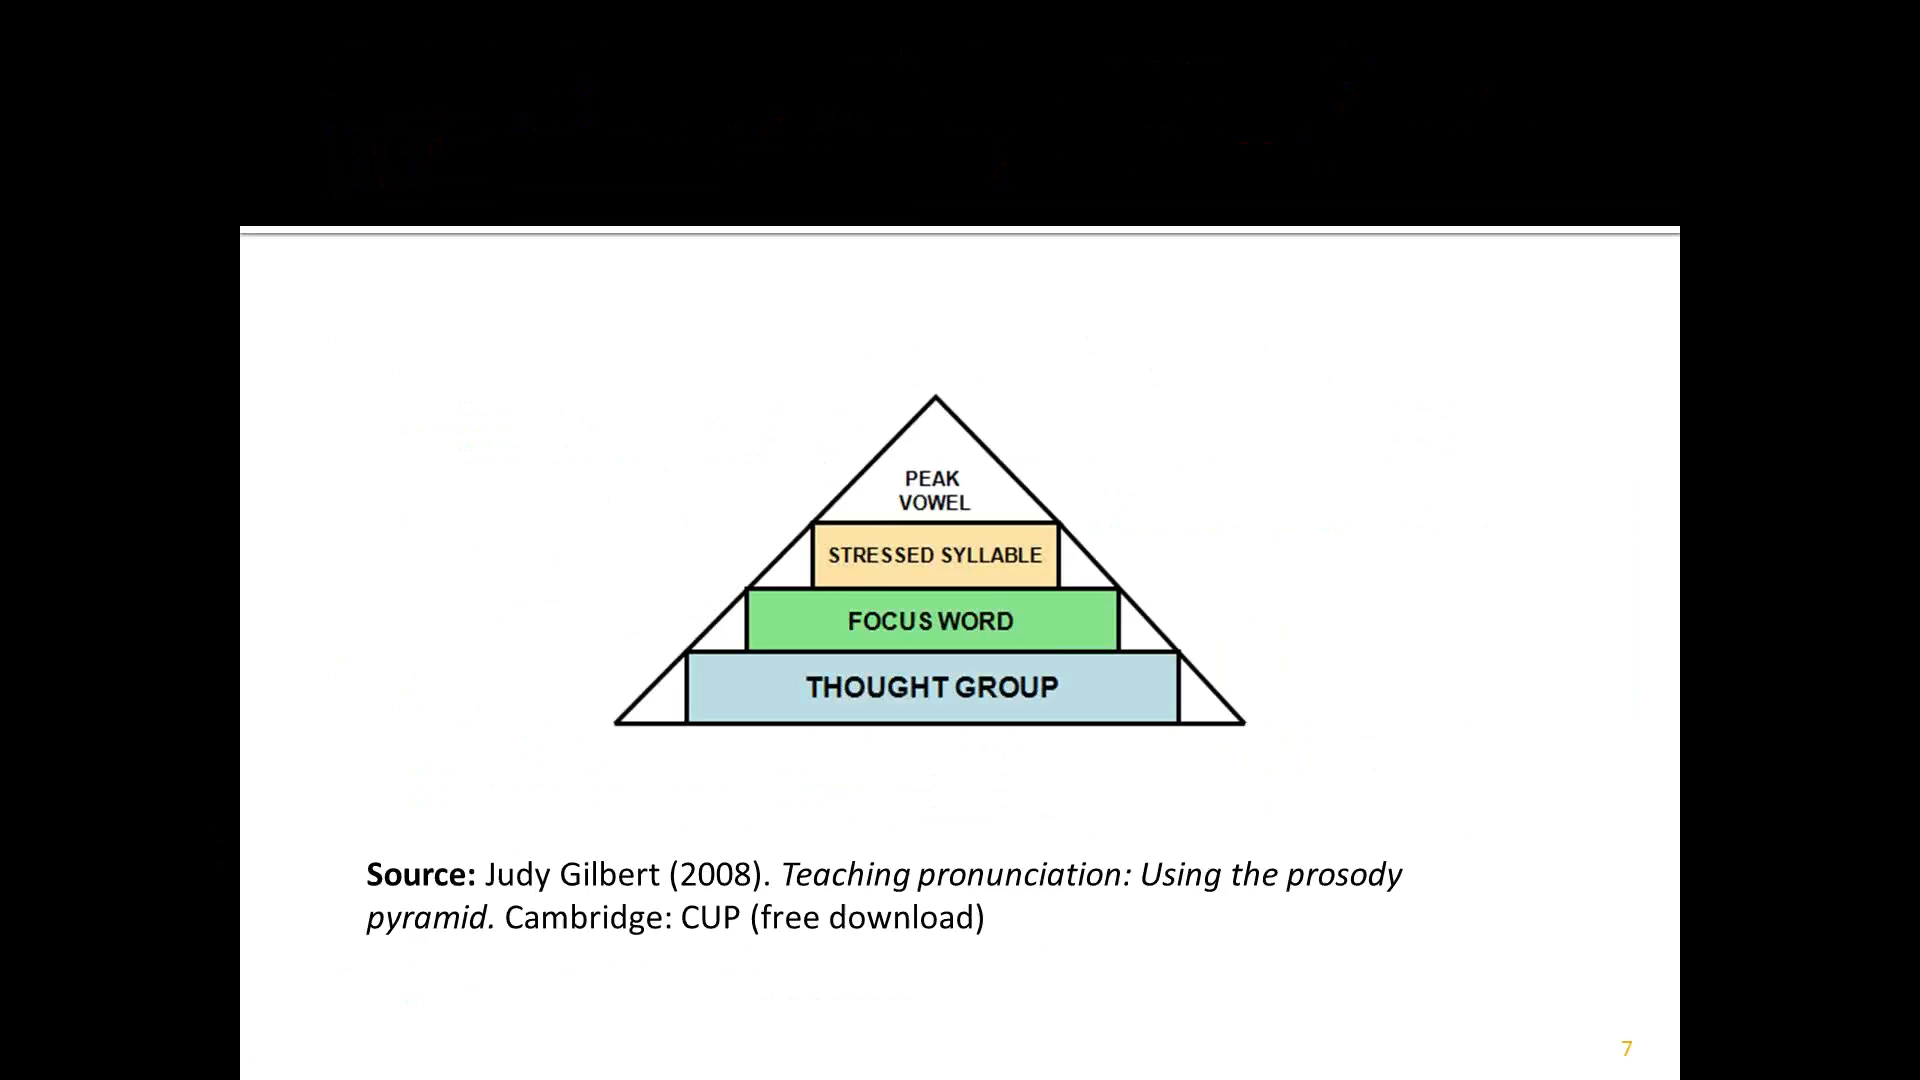 PEAK
VOWEL
STRESSED SYLLABLE
FOCUS WORD
THOUGHT GROUP
Source: Judy Gilbert (2008). Teaching pronunciation: Using the prosody
pyramid. Cambridge: CUP (free download)
7